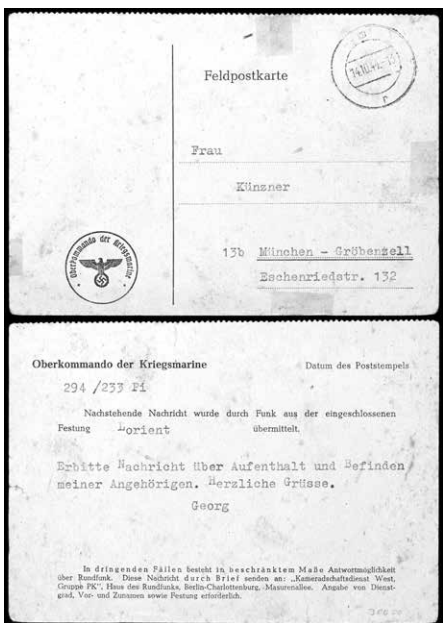 Feldpostkarte
14.10.44
Frau
Künzner
13b München - Gröbenzell
Eschenriedstr. 132
Oberkommando der Kriegsmarine
Oberkommando der Kriegsmarine Datum des Poststempels
294 /233 Pi
Nachstehende Nachricht wurde durch Funk aus der eingeschlossenen
Festung Lorient übermittelt.
Erbitte Nachricht über Aufenthalt und Befinden
meiner Angehörigen. Herzliche Grüsse.
Georg
In dringenden Fällen besteht in beschränktem Maße Antwortmöglichkeit
über Rundfunk. Diese Nachricht durch Brief senden an: „Kameradschaftsdienst West,
Gruppe PK", Haus des Rundfunks, Berlin-Charlottenburg, Masurenallee. Angabe von Dienst-
grad, Vor- und Zunamen sowie Festung erforderlich.